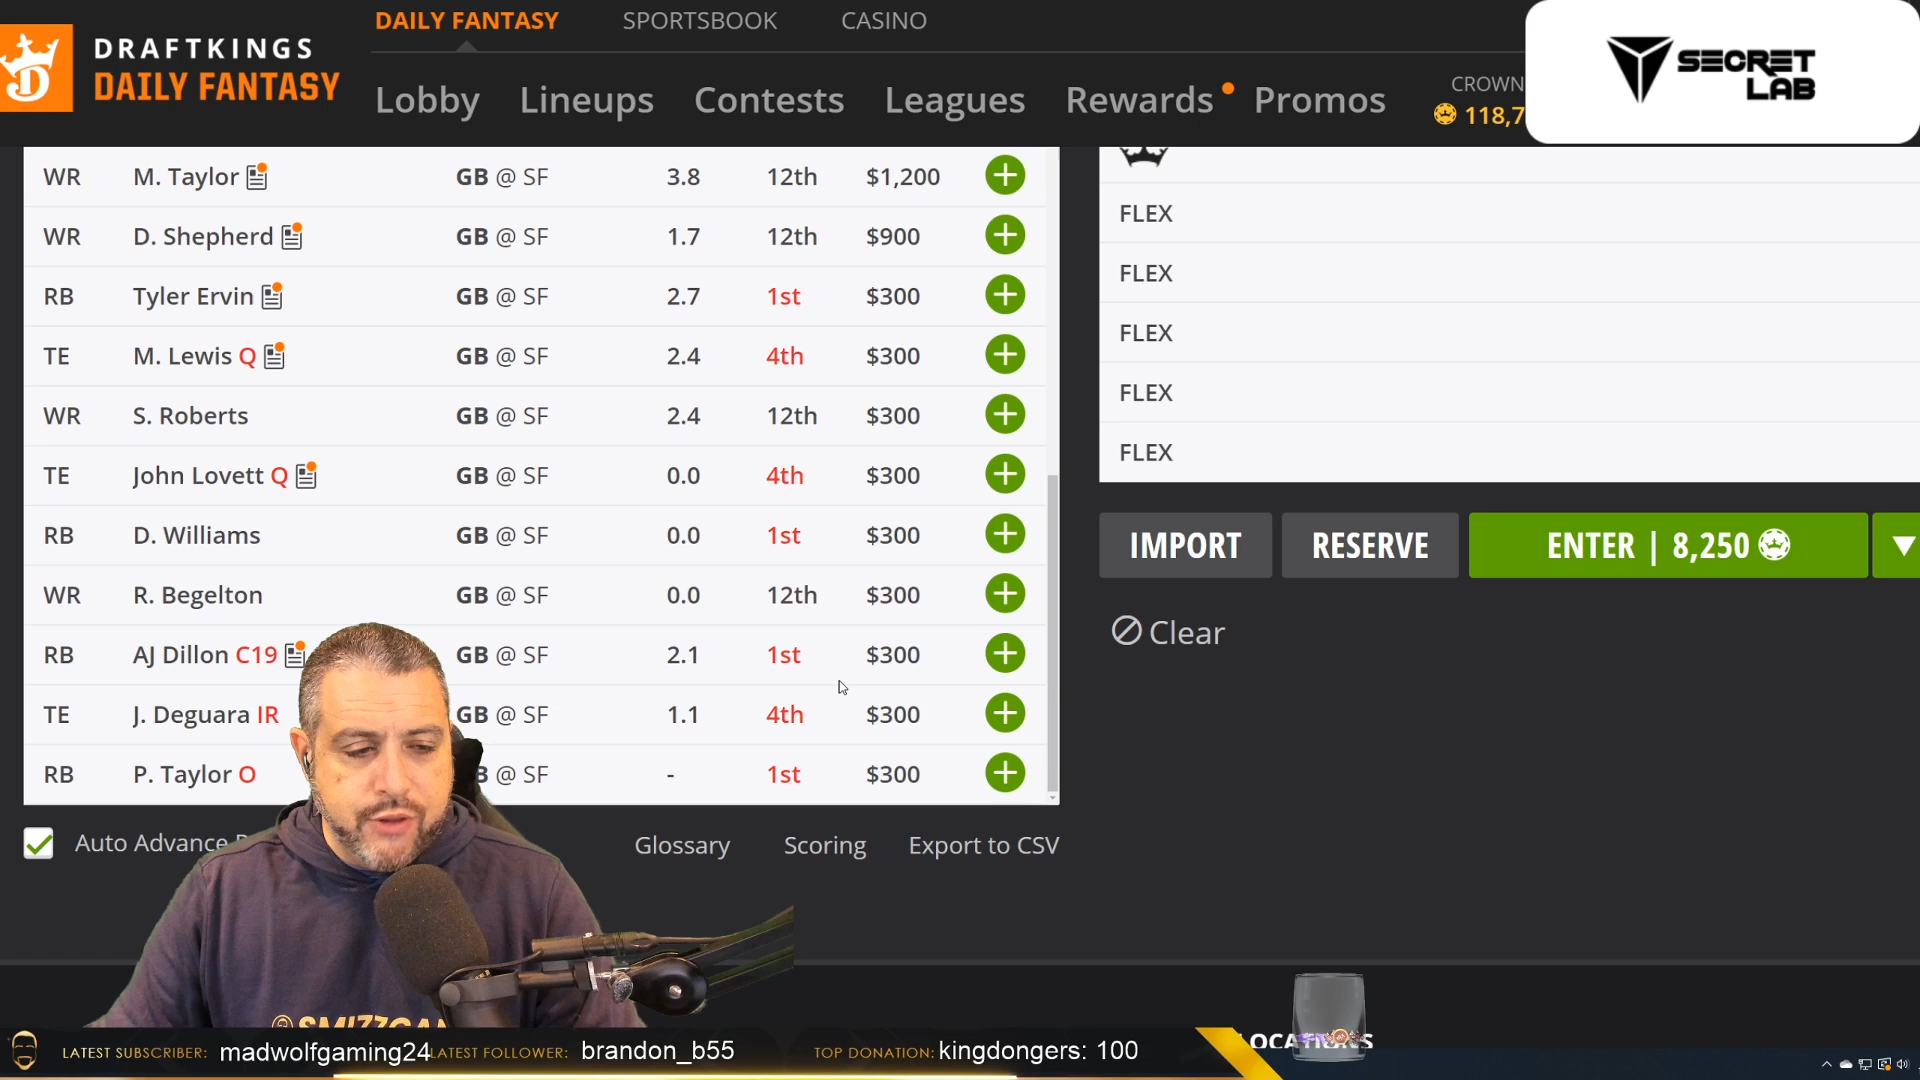 DAILY FANTASY SPORTSBOOK CASINO
DRAFTKINGS
DAILY FANTASY
Lobby Lineups Contests Leagues Rewards Promos
CROWN
118,7
SECRET
LAB
WR M. Taylor GB @ SF 3.8 12th $1,200
WR D. Shepherd GB @ SF 1.7 12th $900
RB Tyler Ervin GB @ SF 2.7 1st $300
TE M. Lewis Q GB @ SF 2.4 4th $300
WR S. Roberts GB @ SF 2.4 12th $300
TE John Lovett Q GB @ SF 0.0 4th $300
RB D. Williams GB @ SF 0.0 1st $300
WR R. Begelton GB @ SF 0.0 12th $300
RB AJ Dillon C19 GB @ SF 2.1 1st $300
TE J. Deguara IR GB @ SF 1.1 4th $300
RB P. Taylor O B @ SF - 1st $300
FLEX
FLEX
FLEX
FLEX
FLEX
IMPORT RESERVE ENTER | 8,250
Clear
Auto Advance
Glossary Scoring Export to CSV
LATEST SUBSCRIBER: madwolfgaming24 LATEST FOLLOWER: brandon_b55 TOP DONATION: kingdongers: 100